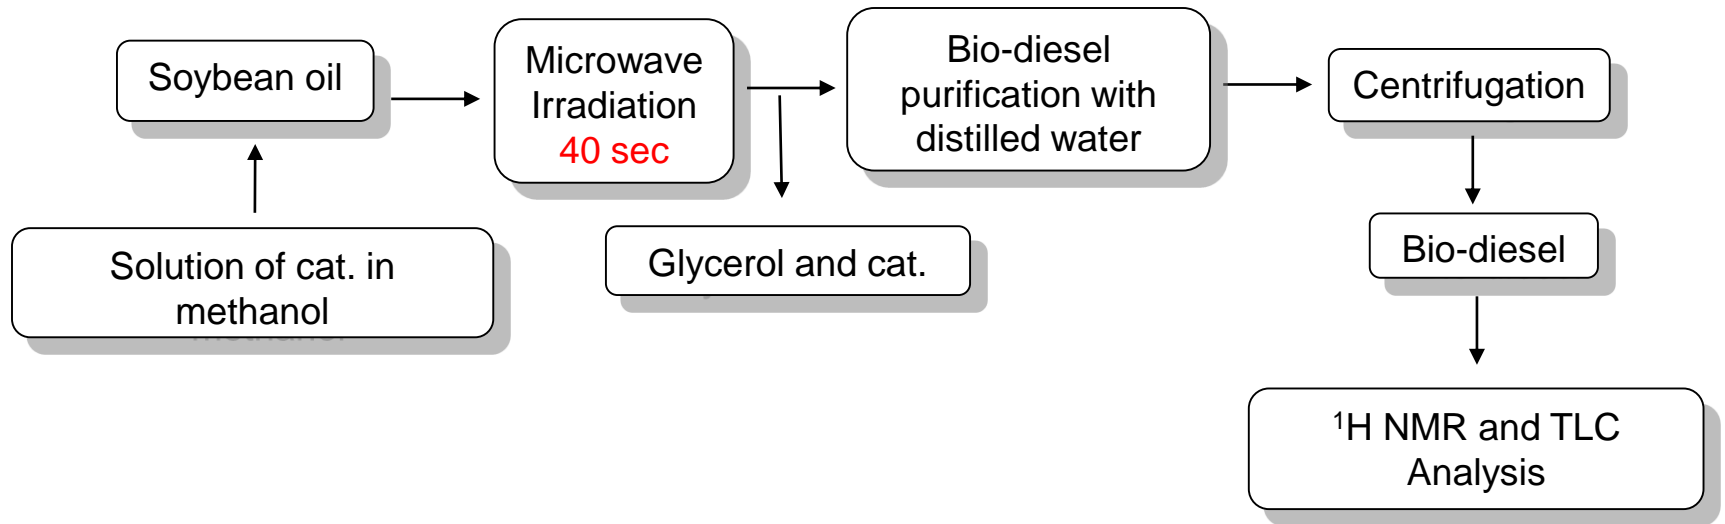 Soybean oil
Microwave
Irradiation
40 sec
Bio-diesel
purification with
distilled water
Centrifugation
Solution of cat. in
methanol
Glycerol and cat.
Bio-diesel
¹H NMR and TLC
Analysis